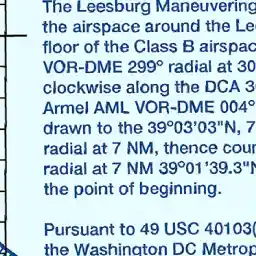 The Leesburg Maneuvering
the airspace around the Lee
floor of the Class B airspac
VOR-DME 299° radial at 30
clockwise along the DCA 3
Armel AML VOR-DME 004°
drawn to the 39°03'03"N, 7
radial at 7 NM, thence coun
radial at 7 NM 39°01'39.3"N
the point of beginning.
Pursuant to 49 USC 40103(
the Washington DC Metrop